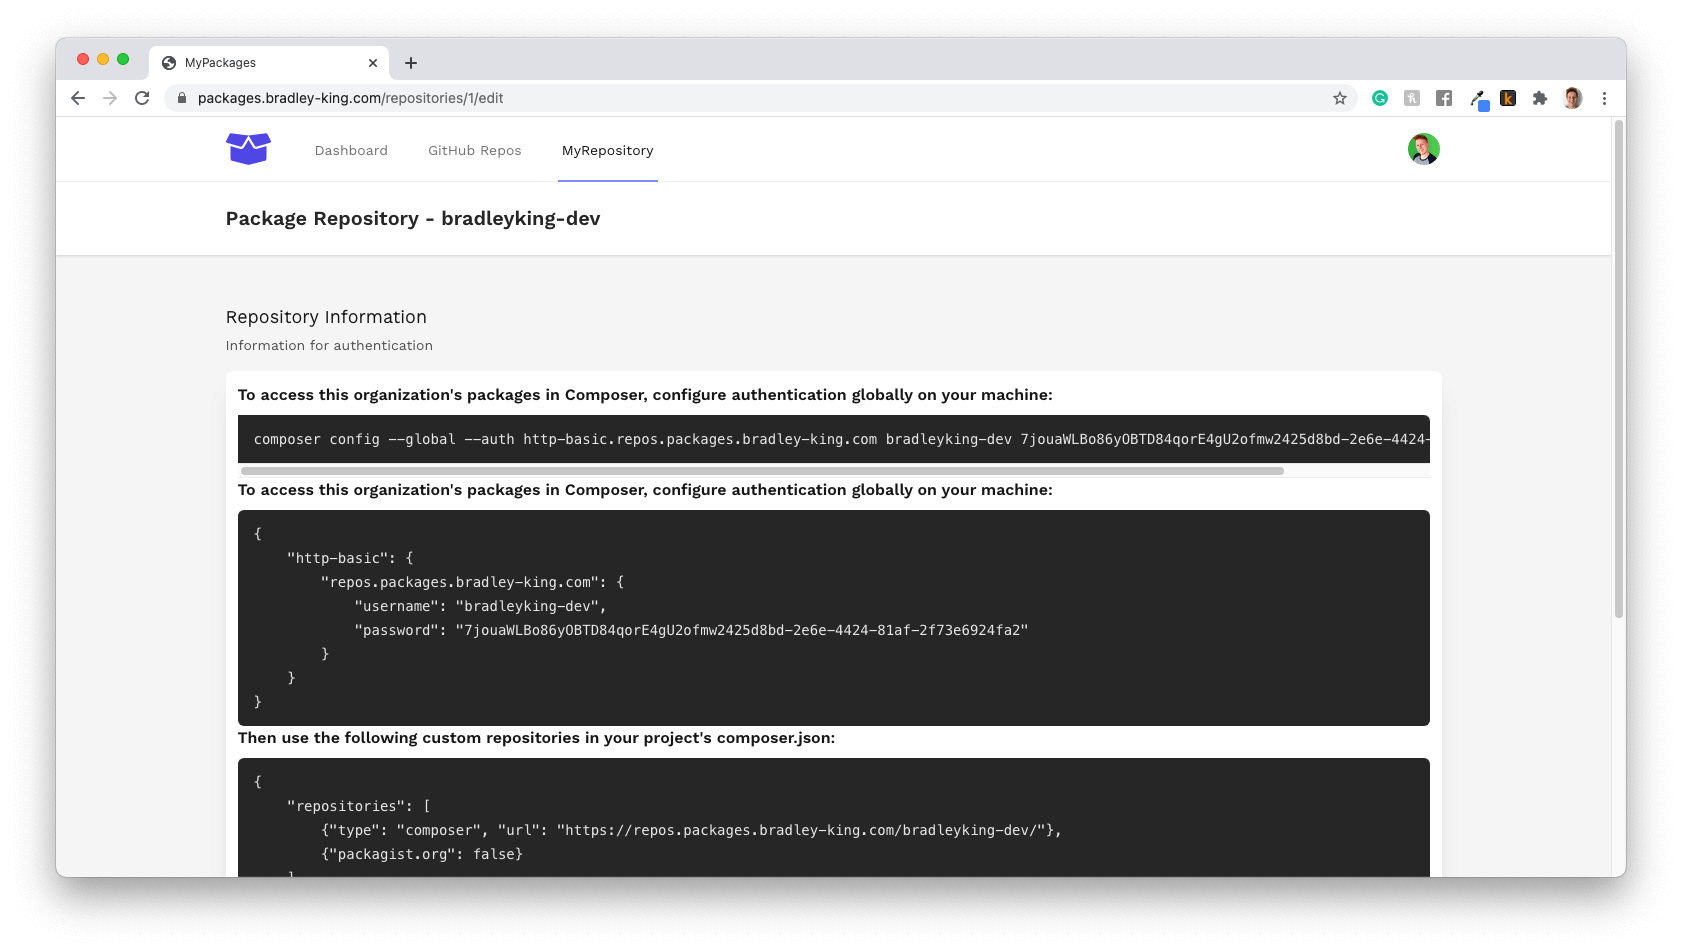 MyPackages
packages.bradley-king.com/repositories/1/edit
Dashboard GitHub Repos MyRepository
Package Repository - bradleyking-dev
Repository Information
Information for authentication
To access this organization's packages in Composer, configure authentication globally on your machine:
composer config --global --auth http-basic.repos.packages.bradley-king.com bradleyking-dev 7jouaWLBo86yOBTD84qorE4gU2ofmw2425d8bd-2e6e-4424-
To access this organization's packages in Composer, configure authentication globally on your machine:
{
    "http-basic": {
        "repos.packages.bradley-king.com": {
            "username": "bradleyking-dev",
            "password": "7jouaWLBo86yOBTD84qorE4gU2ofmw2425d8bd-2e6e-4424-81af-2f73e6924fa2"
        }
    }
}
Then use the following custom repositories in your project's composer.json:
{
    "repositories": [
        {"type": "composer", "url": "https://repos.packages.bradley-king.com/bradleyking-dev/"},
        {"packagist.org": false}
    ]